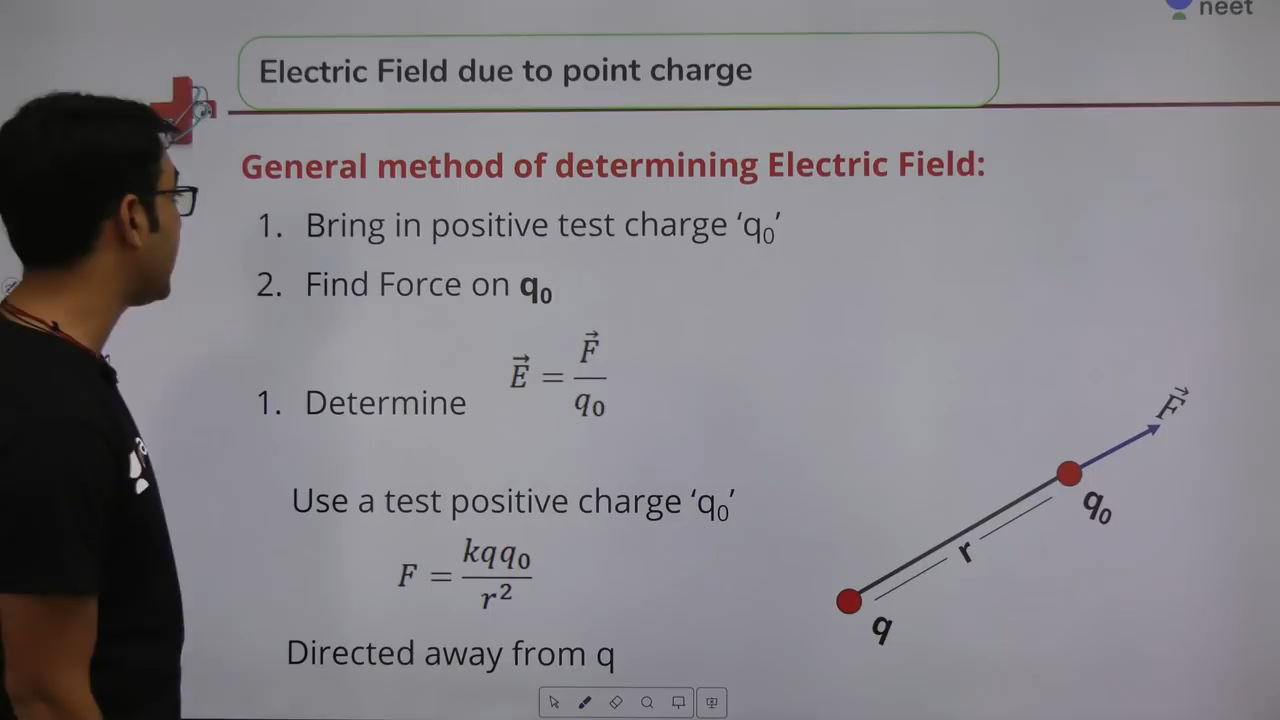 neet
Electric Field due to point charge
General method of determining Electric Field:
1. Bring in positive test charge ‘q₀’
2. Find Force on q₀
1. Determine E⃗ = F⃗ / q₀
Use a test positive charge ‘q₀’
F = kqq₀ / r²
Directed away from q
F⃗
q₀
r
q